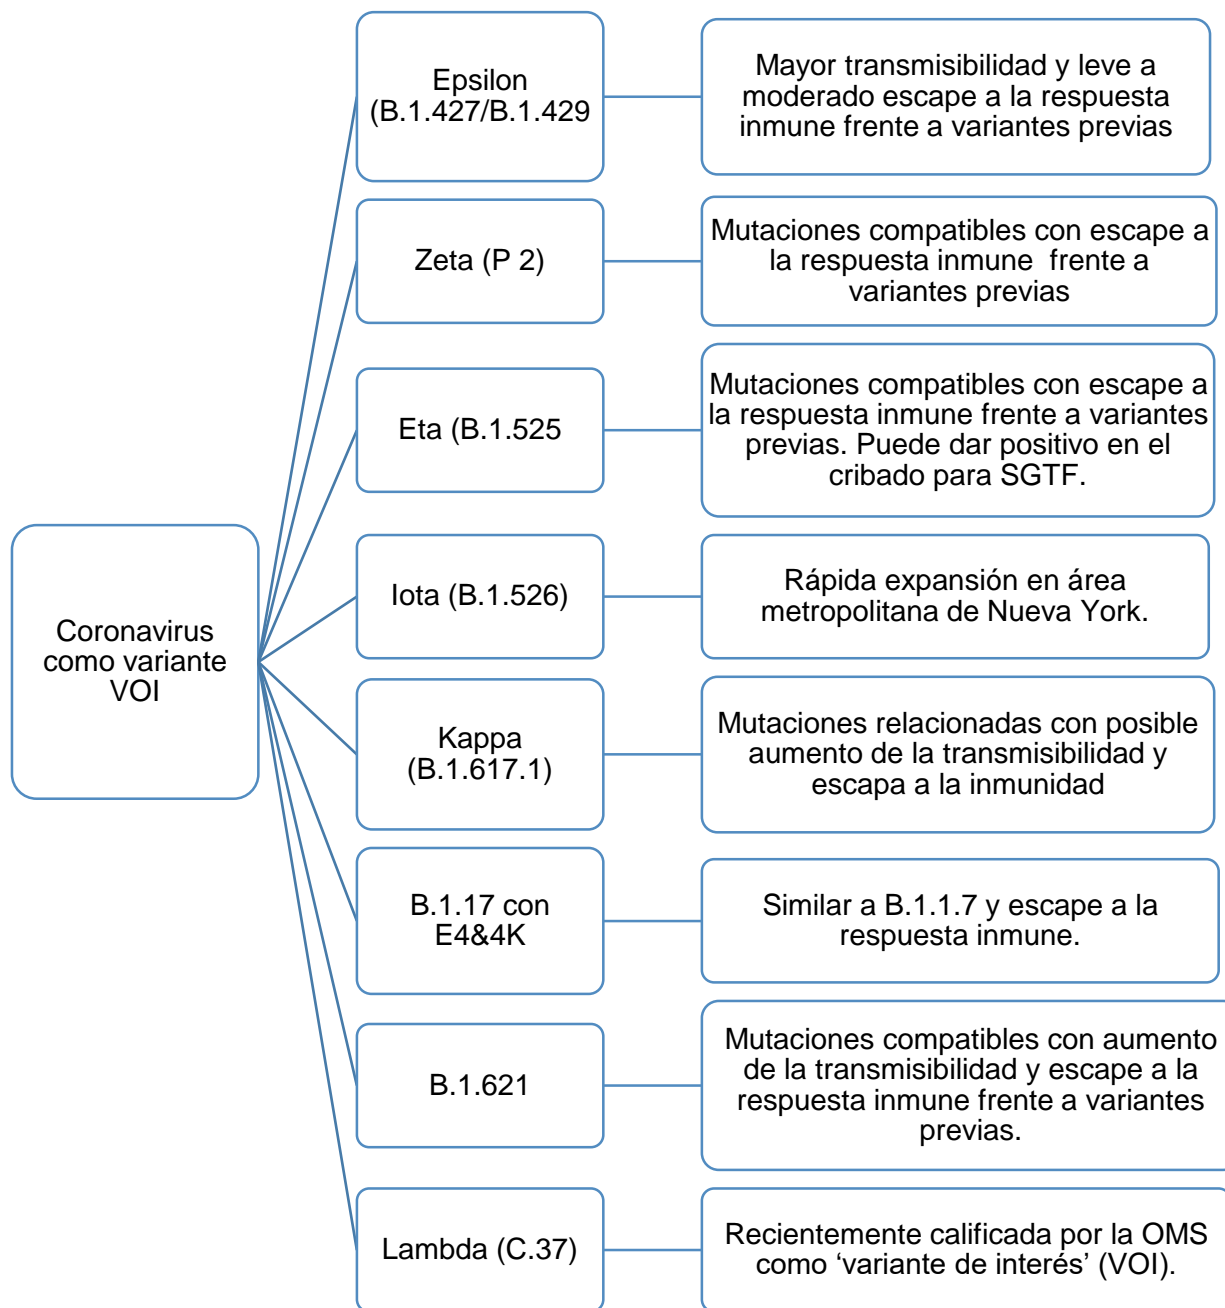 Epsilon
(B.1.427/B.1.429
Mayor transmisibilidad y leve a
moderado escape a la respuesta
inmune frente a variantes previas
Zeta (P 2)
Mutaciones compatibles con escape a
la respuesta inmune  frente a
variantes previas
Eta (B.1.525
Mutaciones compatibles con escape a
la respuesta inmune frente a variantes
previas. Puede dar positivo en el
cribado para SGTF.
Coronavirus
como variante
VOI
Iota (B.1.526)
Rápida expansión en área
metropolitana de Nueva York.
Kappa
(B.1.617.1)
Mutaciones relacionadas con posible
aumento de la transmisibilidad y
escapa a la inmunidad
B.1.17 con
E4&4K
Similar a B.1.1.7 y escape a la
respuesta inmune.
B.1.621
Mutaciones compatibles con aumento
de la transmisibilidad y escape a la
respuesta inmune frente a variantes
previas.
Lambda (C.37)
Recientemente calificada por la OMS
como ‘variante de interés’ (VOI).